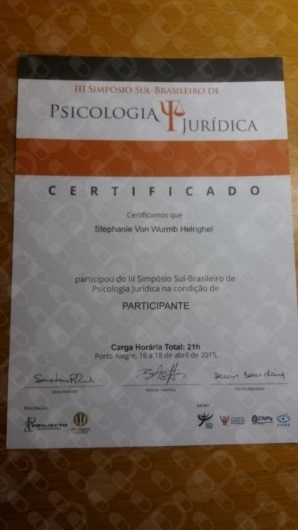 III SIMPÓSIO SUL-BRASILEIRO DE
PSICOLOGIA JURÍDICA
CERTIFICADO
Certificamos que
Stephanie Von Wurmb Helrighel
participou do III Simpósio Sul-Brasileiro de
Psicologia Jurídica na condição de
PARTICIPANTE
Carga Horária Total: 21h
Porto Alegre, 16 a 18 de abril de 2015.
PROJECTO